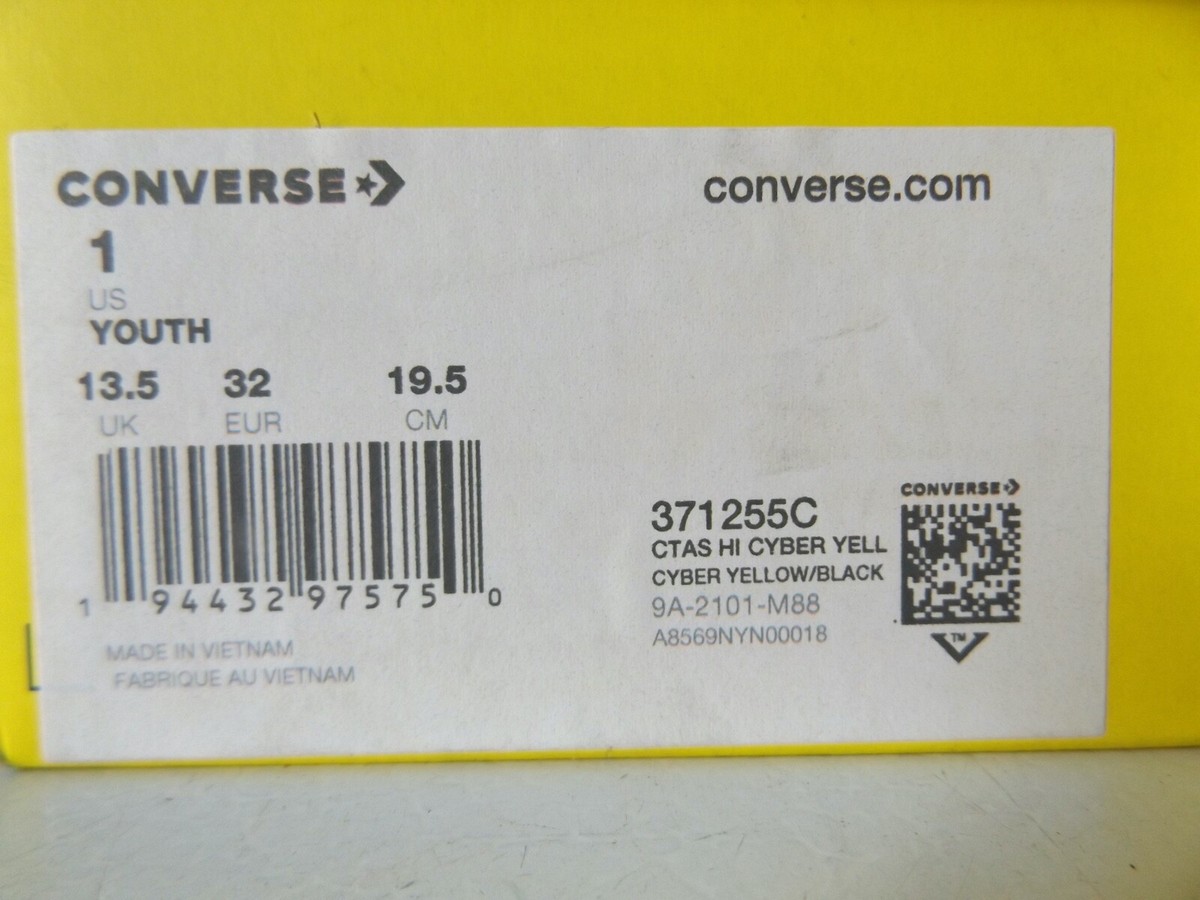 CONVERSE
converse.com
1
US
YOUTH
13.5 32 19.5
UK EUR CM
1 94432 97575 0
MADE IN VIETNAM
FABRIQUE AU VIETNAM
CONVERSE
371255C
CTAS HI CYBER YELL
CYBER YELLOW/BLACK
9A-2101-M88
A8569NYN00018
TM